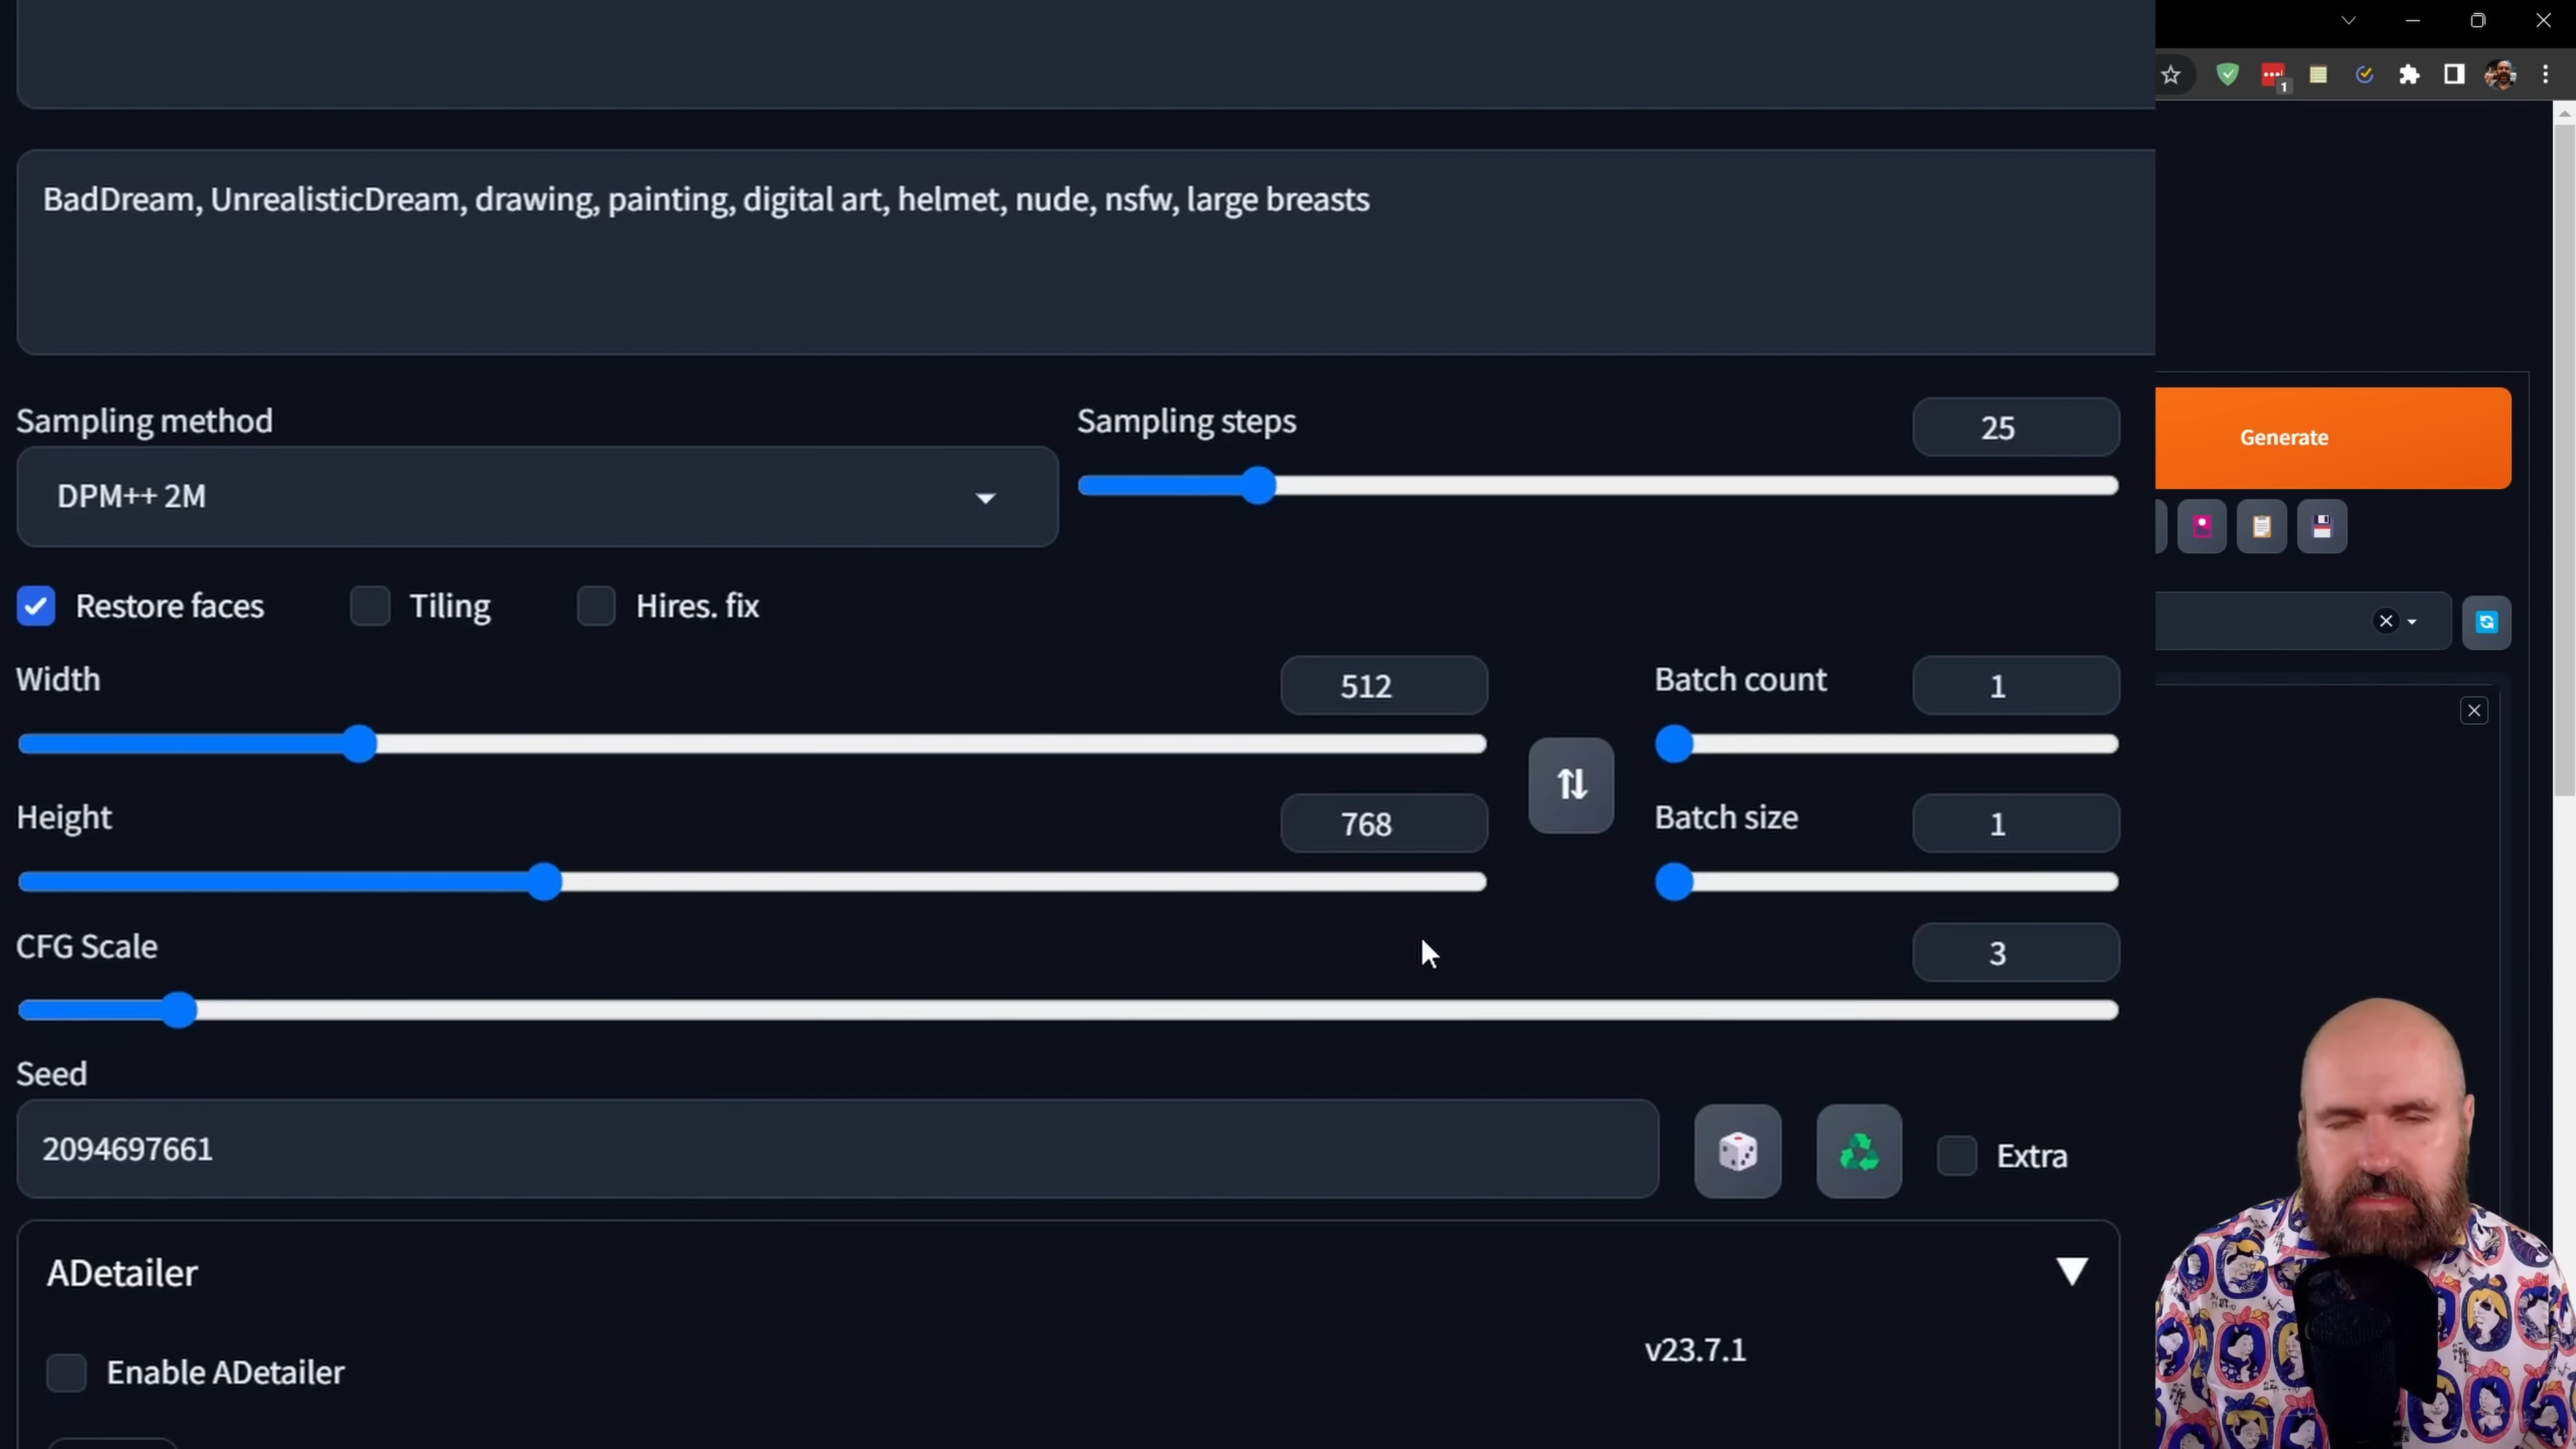 BadDream, UnrealisticDream, drawing, painting, digital art, helmet, nude, nsfw, large breasts
Sampling method
Sampling steps
25
Generate
DPM++ 2M
Restore faces
Tiling
Hires. fix
Width
512
Batch count
1
Height
768
Batch size
1
CFG Scale
3
Seed
2094697661
Extra
ADetailer
v23.7.1
Enable ADetailer
1